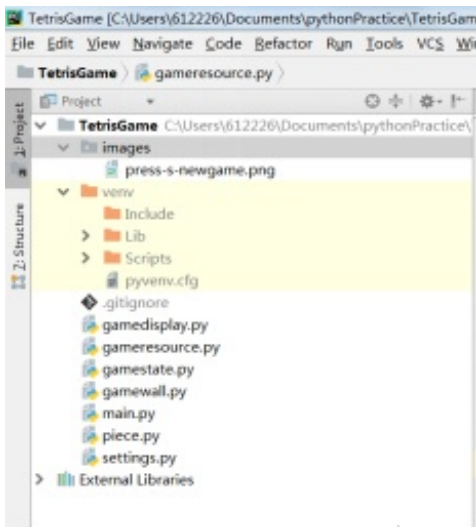 TetrisGame [C:\Users\612226\Documents\pythonPractice\TetrisGam
File Edit View Navigate Code Refactor Run Tools VCS Wi
TetrisGame gameresource.py
Project
1: Project
TetrisGame C:\Users\612226\Documents\pythonPractice\
images
press-s-newgame.png
venv
Include
Lib
Scripts
pyvenv.cfg
2: Structure
.gitignore
gamedisplay.py
gameresource.py
gamestate.py
gamewall.py
main.py
piece.py
settings.py
External Libraries